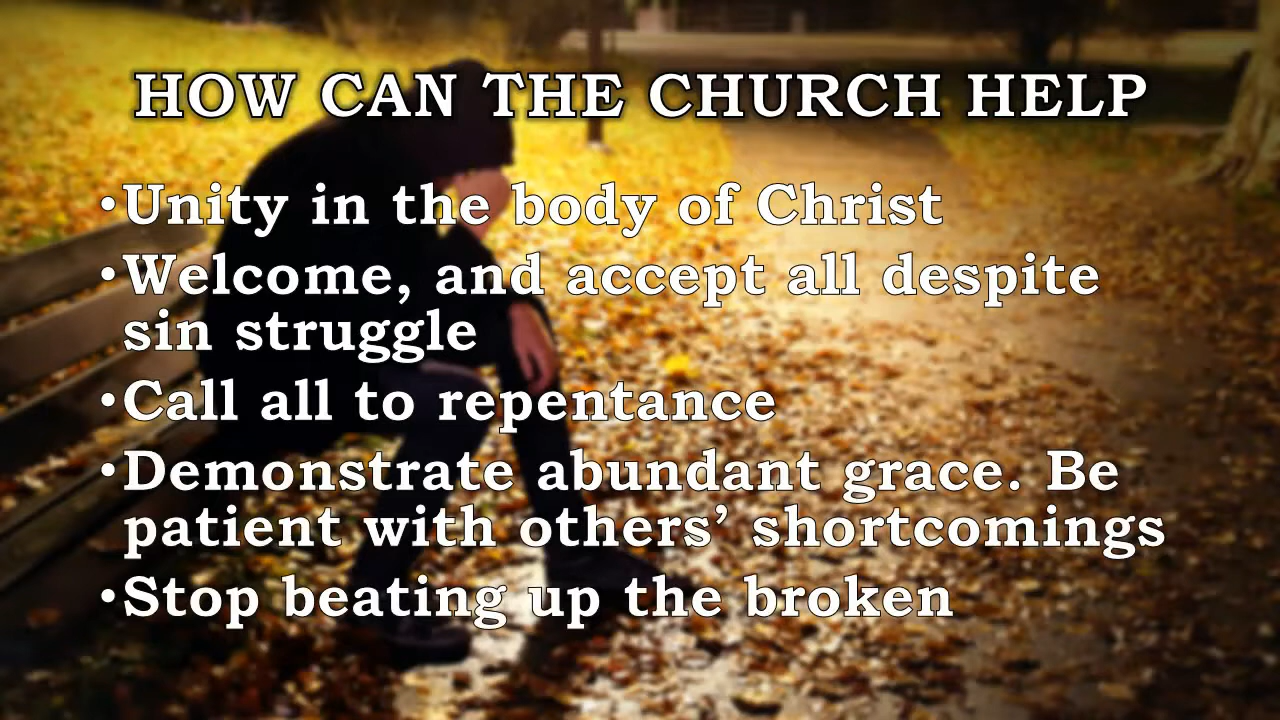 HOW CAN THE CHURCH HELP
•Unity in the body of Christ
•Welcome, and accept all despite
sin struggle
•Call all to repentance
•Demonstrate abundant grace. Be
patient with others’ shortcomings
•Stop beating up the broken